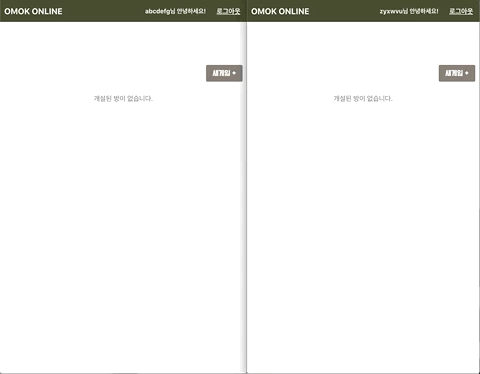 OMOK ONLINE
abcdefg님 안녕하세요!
로그아웃
새게임 +
개설된 방이 없습니다.
OMOK ONLINE
zyxwvu님 안녕하세요!
로그아웃
새게임 +
개설된 방이 없습니다.